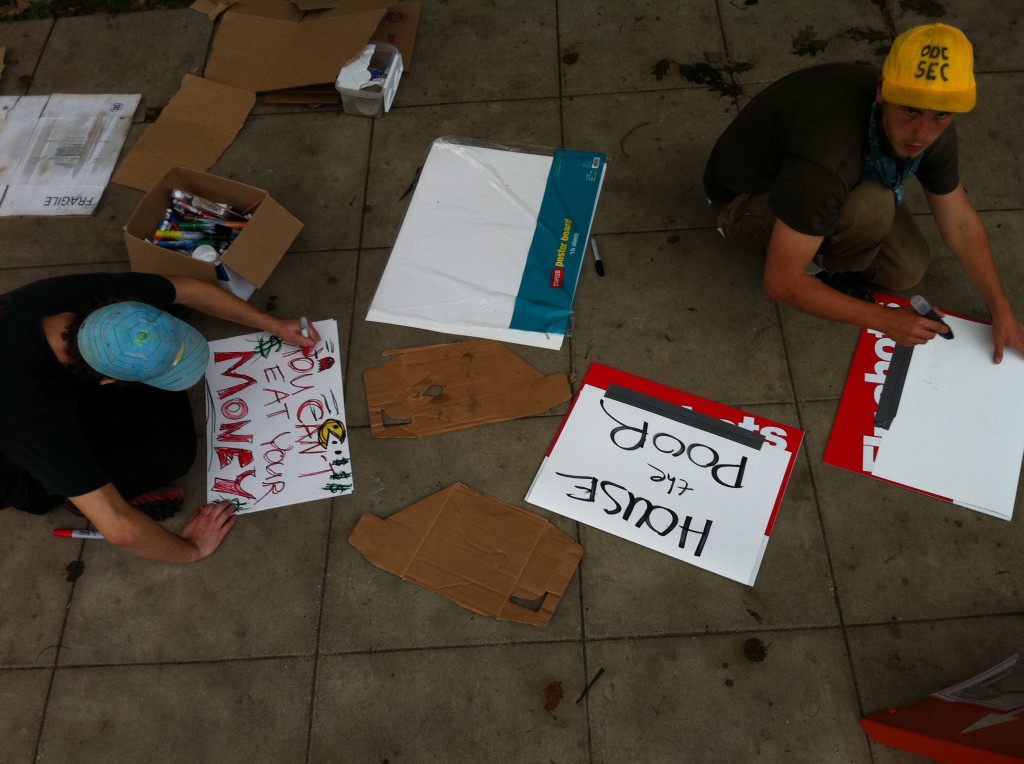 ODC
SEC
FRAGILE
poster board
YOU CAN'T
EAT YOUR
MONEY
HOUSE
the
POOR